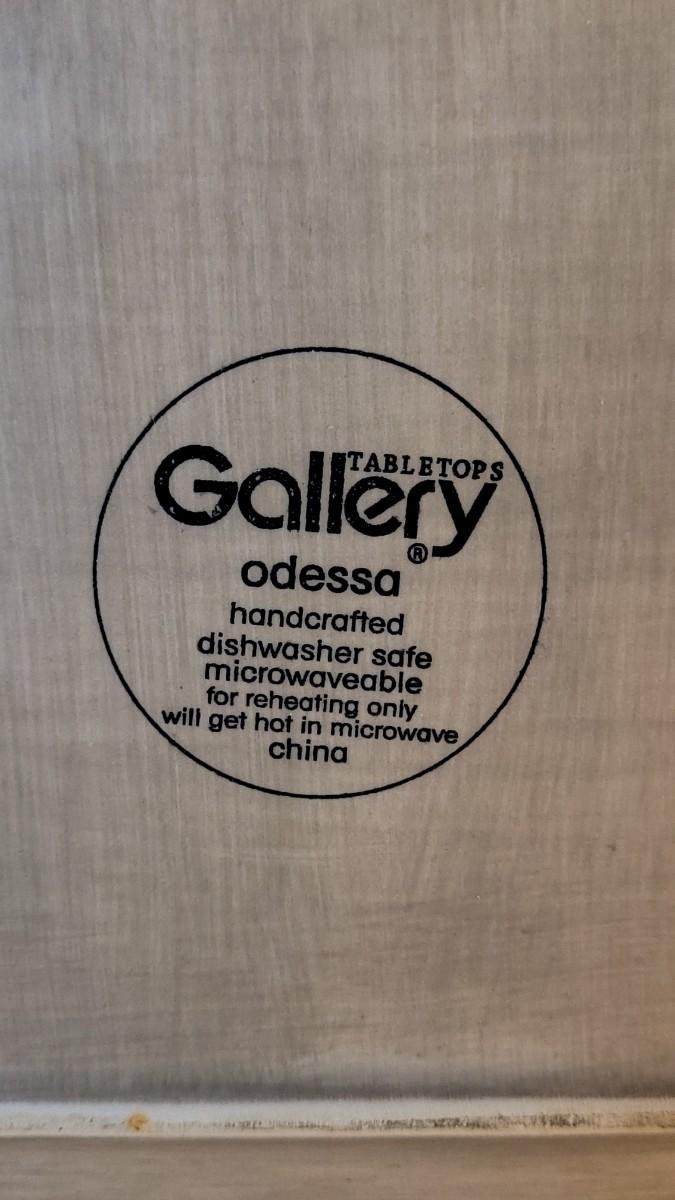 TABLETOPS
Gallery®
odessa
handcrafted
dishwasher safe
microwaveable
for reheating only
will get hot in microwave
china